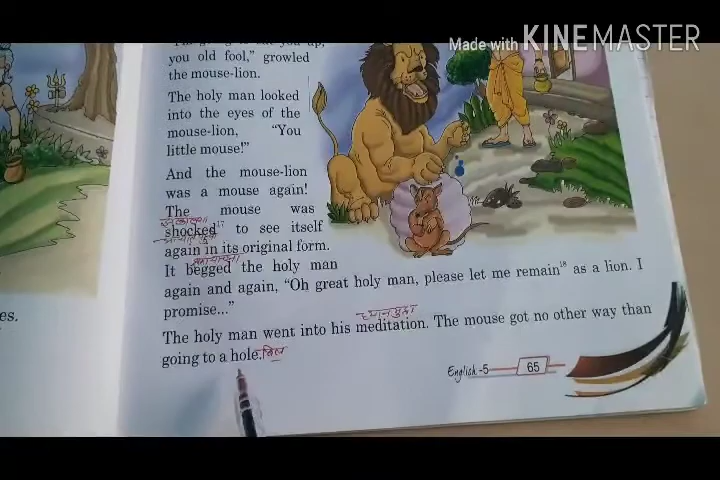 Made with KINEMASTER
you old fool," growled
the mouse-lion.
The holy man looked
into the eyes of the
mouse-lion, "You
little mouse!"
And the mouse-lion
was a mouse again!
The mouse was
shocked¹⁷ to see itself
again in its original form.
It begged the holy man
again and again, "Oh great holy man, please let me remain¹⁸ as a lion. I
promise..."
The holy man went into his meditation. The mouse got no other way than
going to a hole. बिल
es.
English-5 65